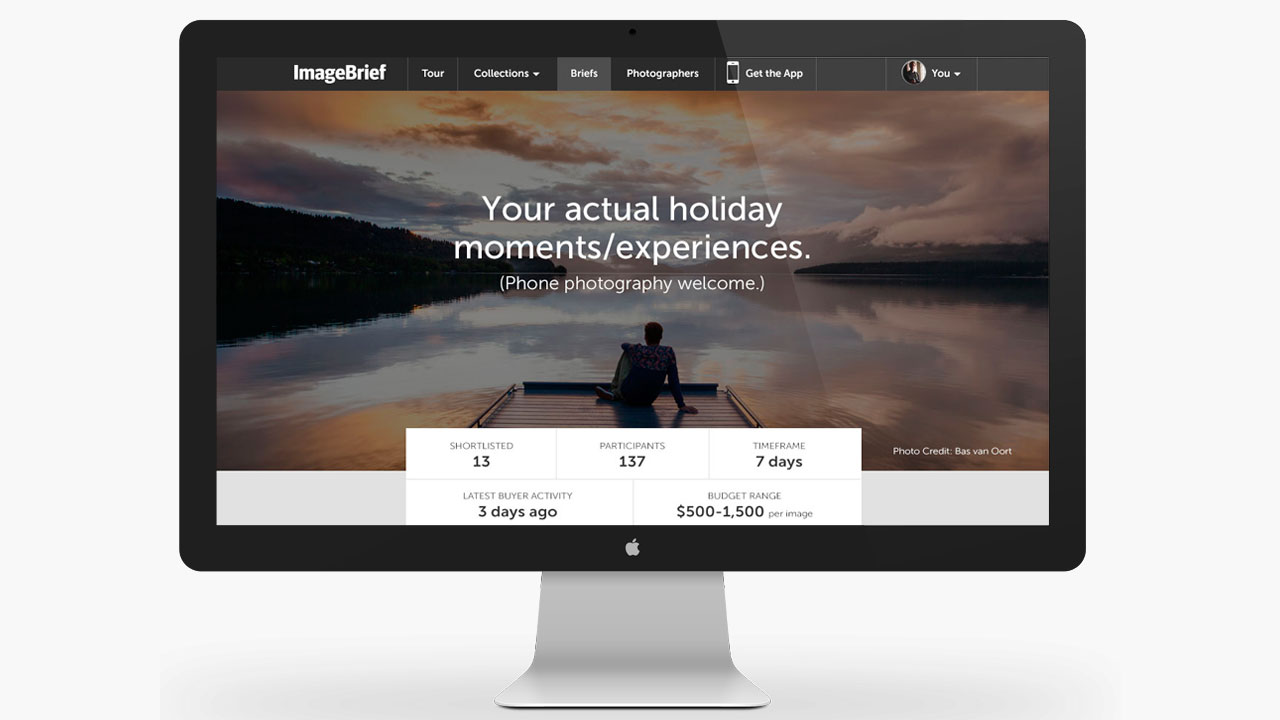 ImageBrief Tour Collections Briefs Photographers Get the App You
Your actual holiday
moments/experiences.
(Phone photography welcome.)
Photo Credit: Bas van Oort
SHORTLISTED PARTICIPANTS TIMEFRAME
13 137 7 days
LATEST BUYER ACTIVITY BUDGET RANGE
3 days ago $500-1,500 per image